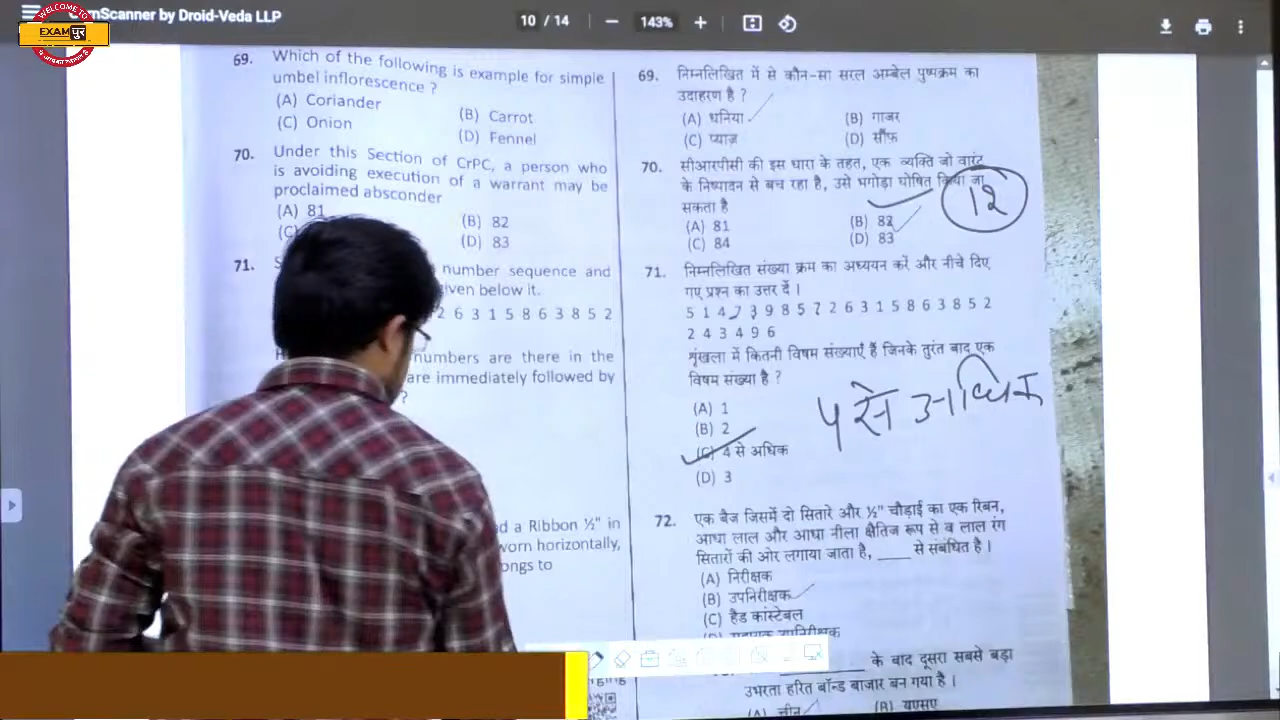 CamScanner by Droid-Veda LLP
10 / 14
143%
WELCOME TO
EXAMपुर
69. Which of the following is example for simple
umbel inflorescence ?
(A) Coriander
(B) Carrot
(C) Onion
(D) Fennel
70. Under this Section of CrPC, a person who
is avoiding execution of a warrant may be
proclaimed absconder
(A) 81
(B) 82
(C)
(D) 83
71.
number sequence and
given below it.
2 6 3 1 5 8 6 3 8 5 2
numbers are there in the
are immediately followed by
?
d a Ribbon ½" in
worn horizontally,
ongs to
69. निम्नलिखित में से कौन-सा सरल अम्बेल पुष्पक्रम का
उदाहरण है ?
(A) धनिया
(B) गाजर
(C) प्याज़
(D) सौंफ़
70. सीआरपीसी की इस धारा के तहत, एक व्यक्ति जो वारंट
के निष्पादन से बच रहा है, उसे भगोड़ा घोषित किया जा
सकता है
(A) 81
(B) 82
(C) 84
(D) 83
12
71. निम्नलिखित संख्या क्रम का अध्ययन करें और नीचे दिए
गए प्रश्न का उत्तर दें ।
5 1 4 7 3 9 8 5 7 2 6 3 1 5 8 6 3 8 5 2
2 4 3 4 9 6
शृंखला में कितनी विषम संख्याएँ हैं जिनके तुरंत बाद एक
विषम संख्या है ?
(A) 1
(B) 2
(C) 4 से अधिक
(D) 3
से अधिक
72. एक बैज जिसमें दो सितारे और ½" चौड़ाई का एक रिबन,
आधा लाल और आधा नीला क्षैतिज रूप से व लाल रंग
सितारों की ओर लगाया जाता है, ____ से संबंधित है ।
(A) निरीक्षक
(B) उपनिरीक्षक
(C) हैड कांस्टेबल
(D) सहायक उपनिरीक्षक
________ के बाद दूसरा सबसे बड़ा
उभरता हरित बॉन्ड बाजार बन गया है ।
(A) चीन
(B) यूएसए